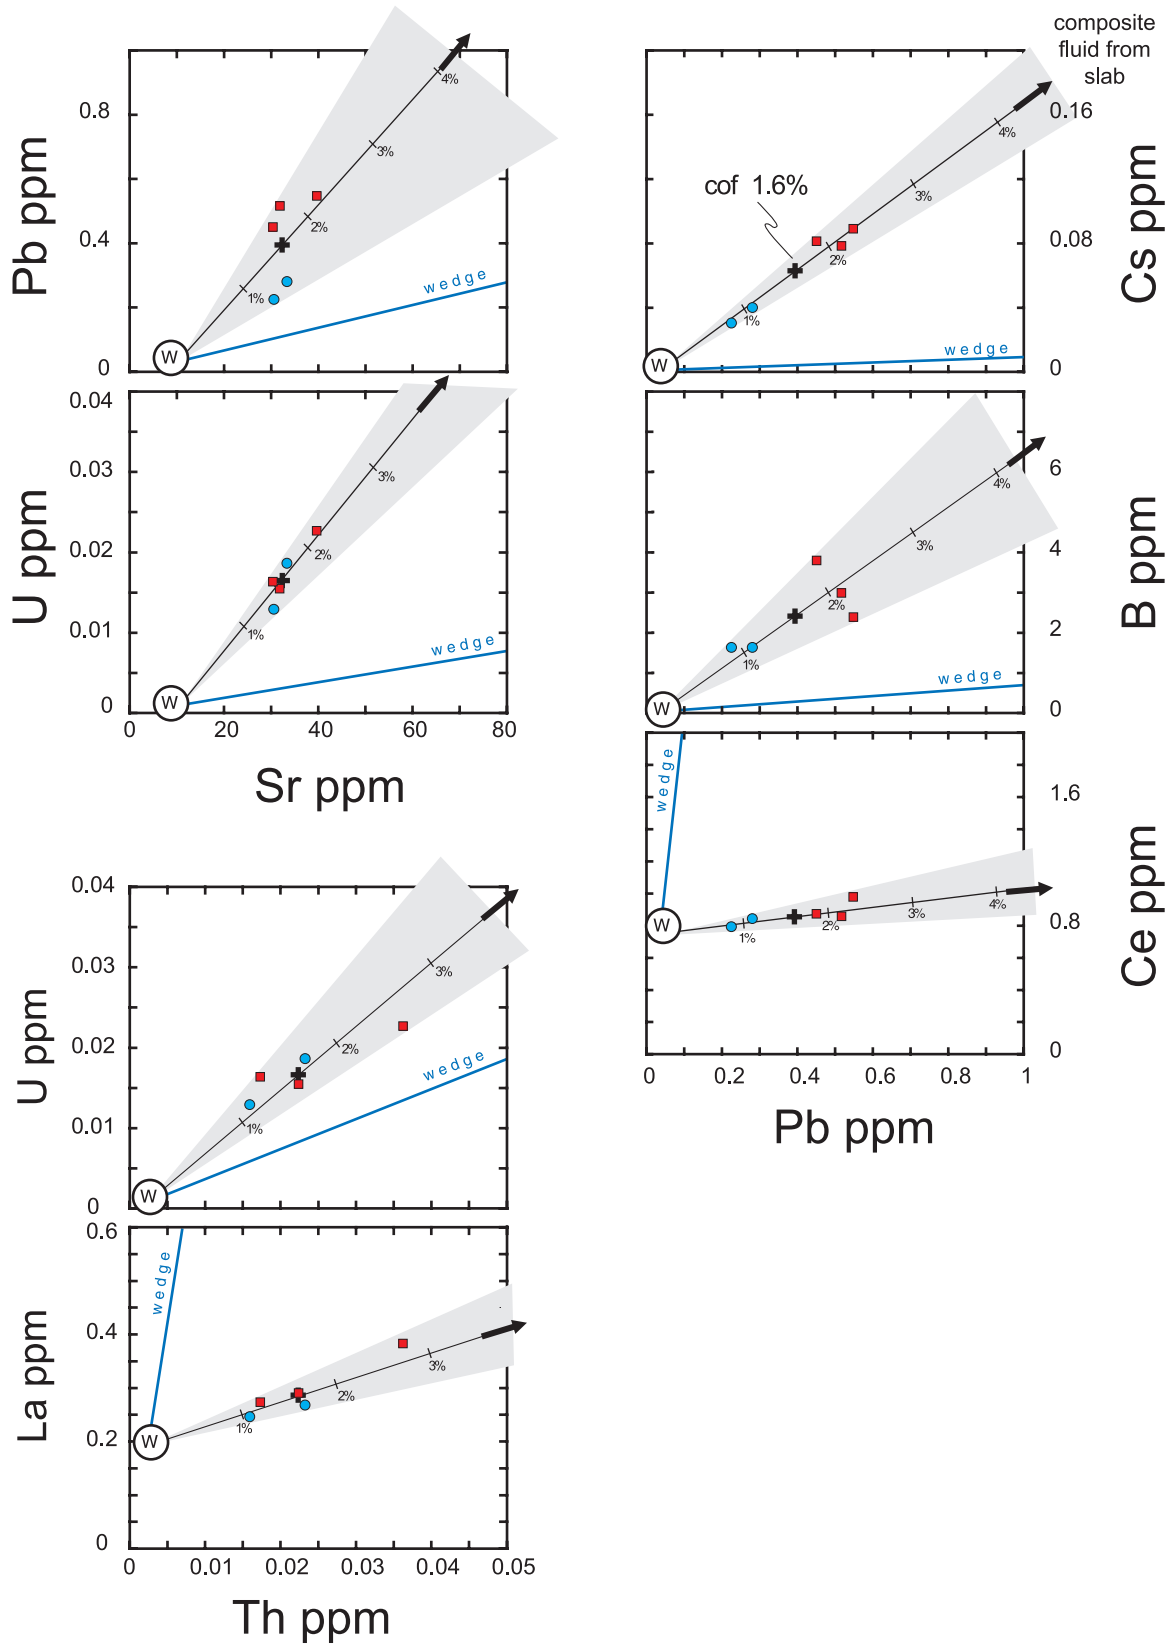 Pb ppm
0.8
0.4
0
4%
3%
2%
1%
wedge
W
U ppm
0.04
0.03
0.02
0.01
0
3%
2%
1%
wedge
W
0
20
40
60
80
Sr ppm
composite
fluid from
slab
Cs ppm
0.16
0.08
0
cof 1.6%
4%
3%
2%
1%
wedge
W
B ppm
6
4
2
0
4%
3%
2%
1%
wedge
W
Ce ppm
1.6
0.8
0
wedge
W
1%
2%
3%
4%
0
0.2
0.4
0.6
0.8
1
Pb ppm
U ppm
0.04
0.03
0.02
0.01
0
3%
2%
1%
wedge
W
La ppm
0.6
0.4
0.2
0
wedge
W
1%
2%
3%
0
0.01
0.02
0.03
0.04
0.05
Th ppm